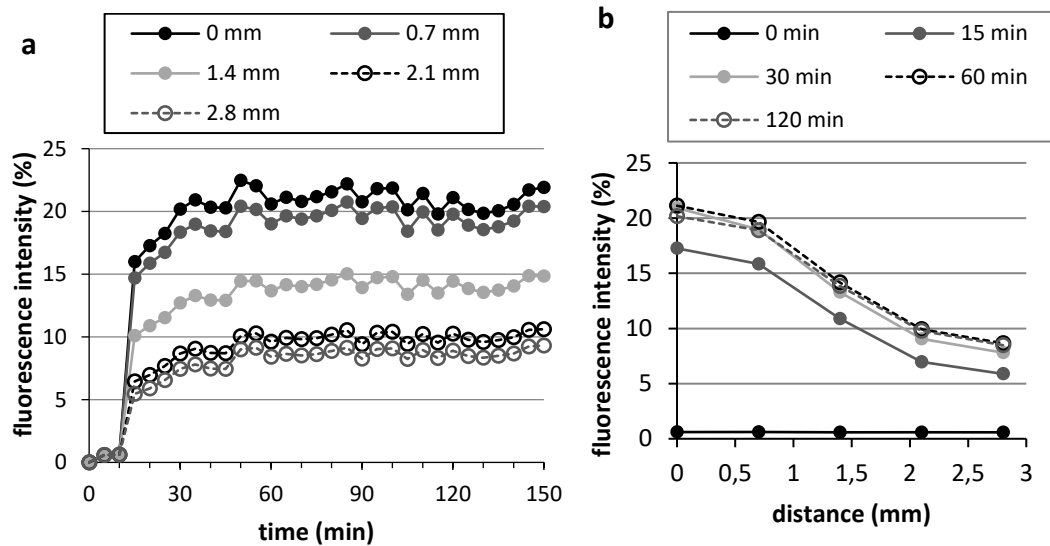 a
0 mm 0.7 mm
1.4 mm 2.1 mm
2.8 mm
fluorescence intensity (%)
25
20
15
10
5
0
0 30 60 90 120 150
time (min)
b
0 min 15 min
30 min 60 min
120 min
fluorescence intensity (%)
25
20
15
10
5
0
0 0,5 1 1,5 2 2,5 3
distance (mm)